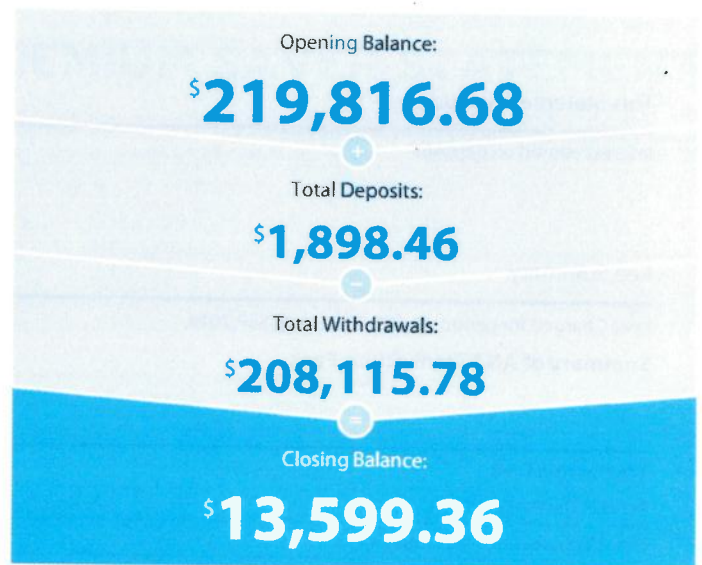 Opening Balance:
$219,816.68
+
Total Deposits:
$1,898.46
-
Total Withdrawals:
$208,115.78
=
Closing Balance:
$13,599.36